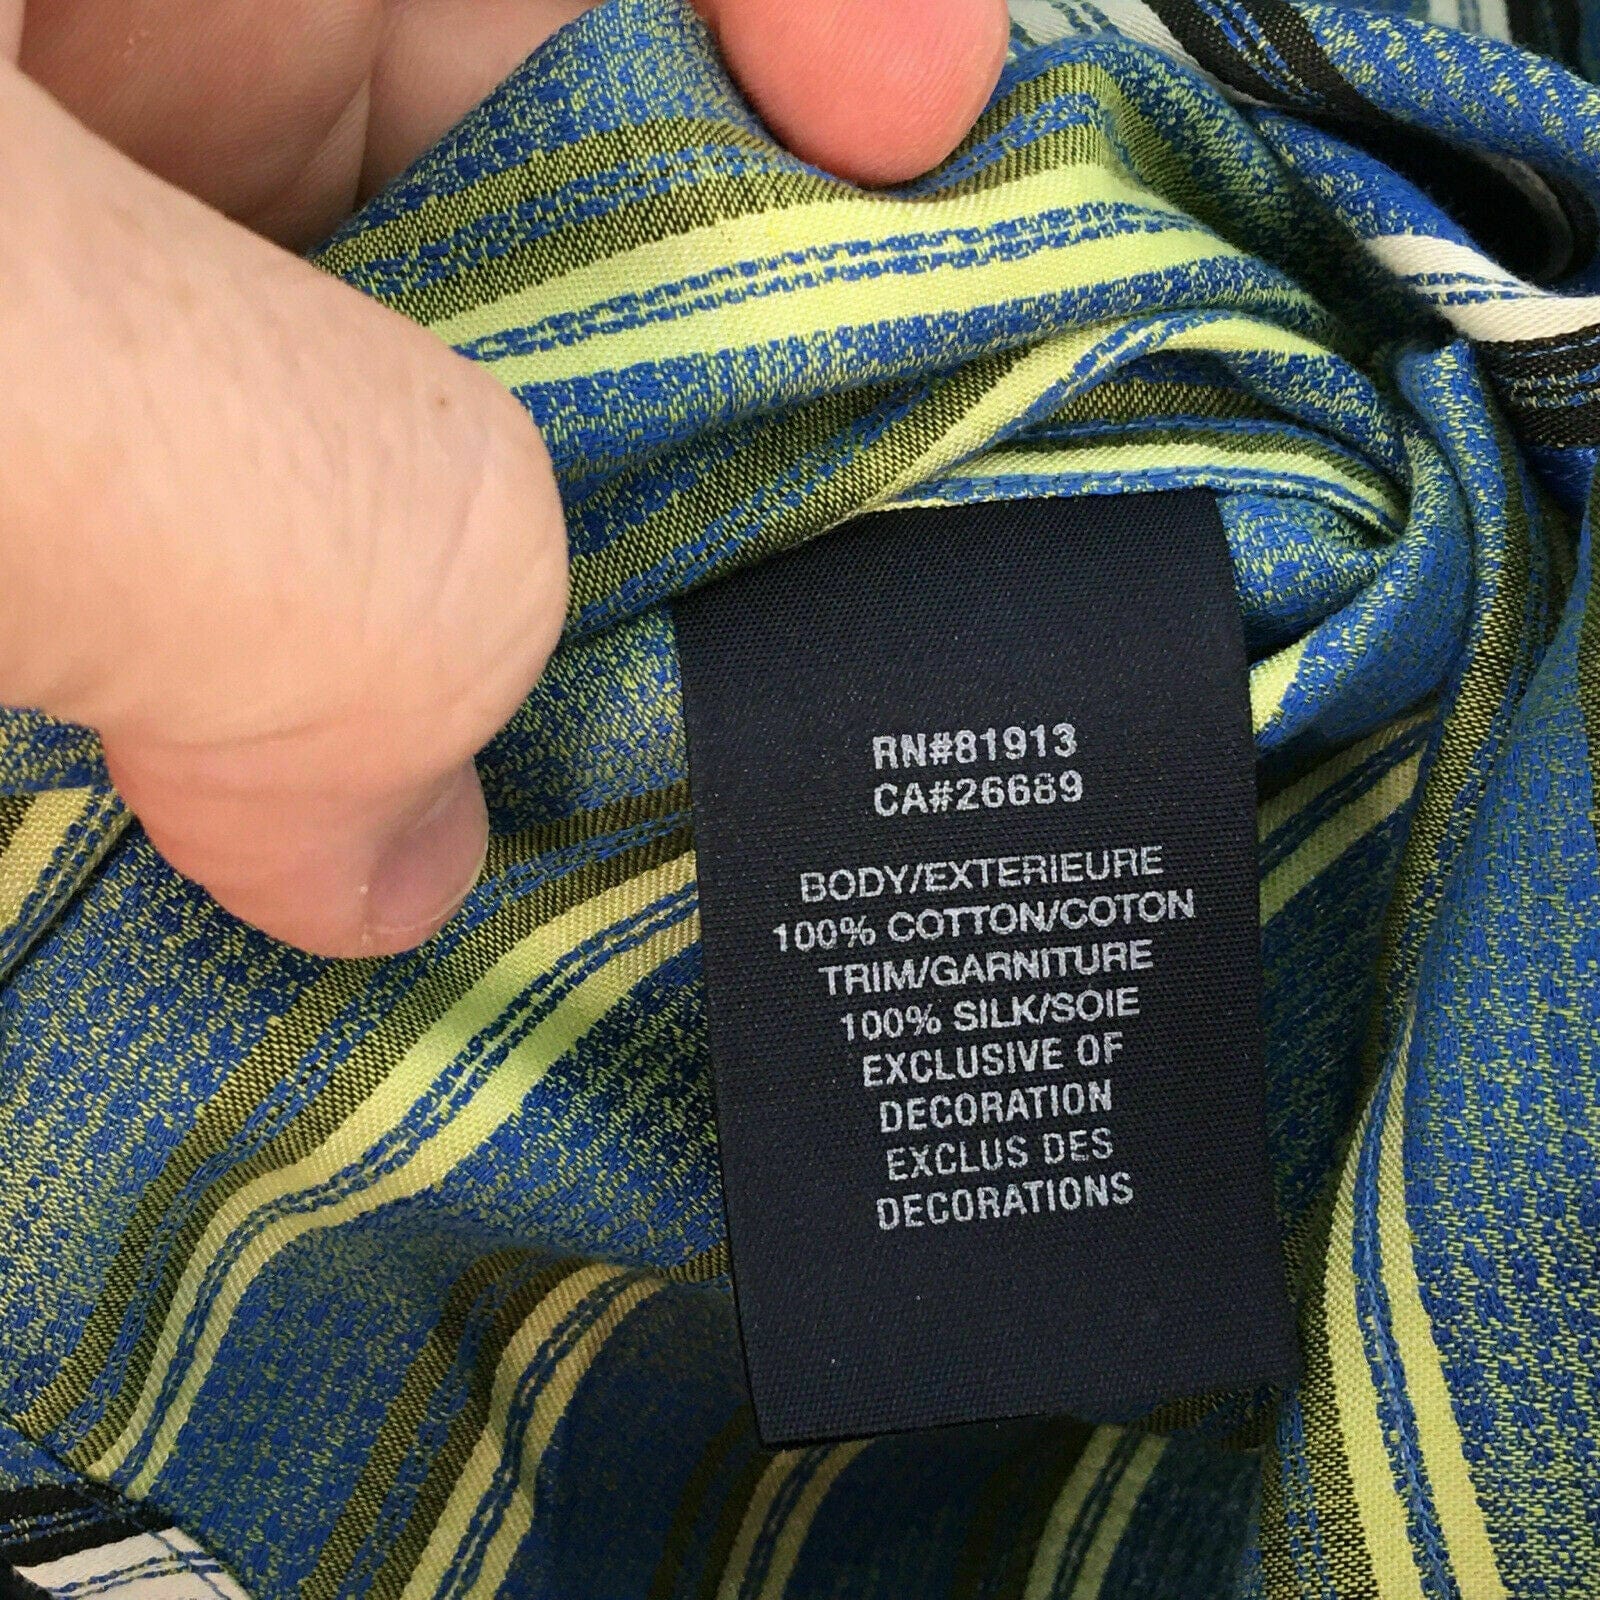 RN#81913
CA#26689
BODY/EXTERIEURE
100% COTTON/COTON
TRIM/GARNITURE
100% SILK/SOIE
EXCLUSIVE OF
DECORATION
EXCLUS DES
DECORATIONS